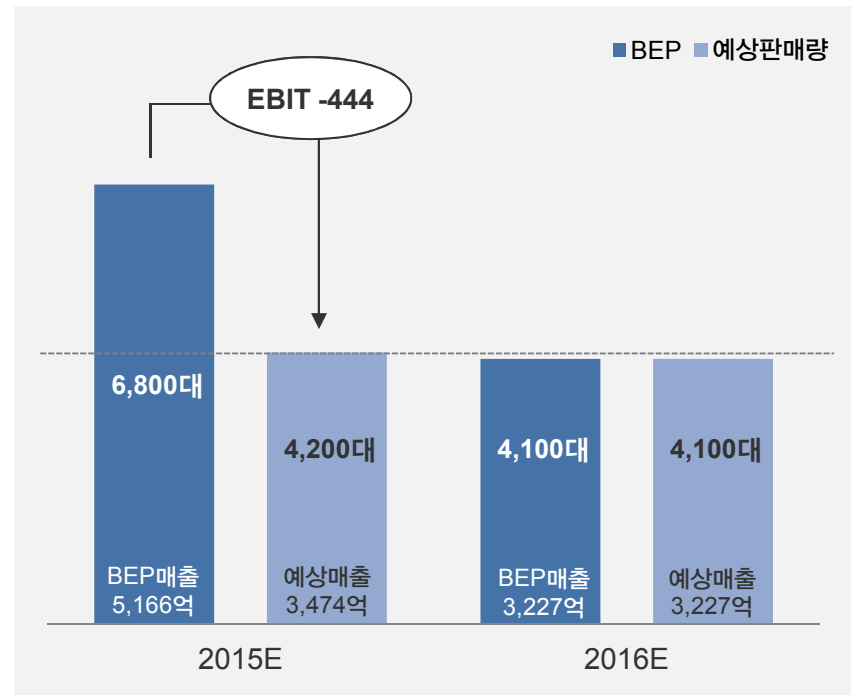 BEP 예상판매량
EBIT -444
6,800대
4,200대
4,100대
4,100대
BEP매출
5,166억
예상매출
3,474억
BEP매출
3,227억
예상매출
3,227억
2015E
2016E